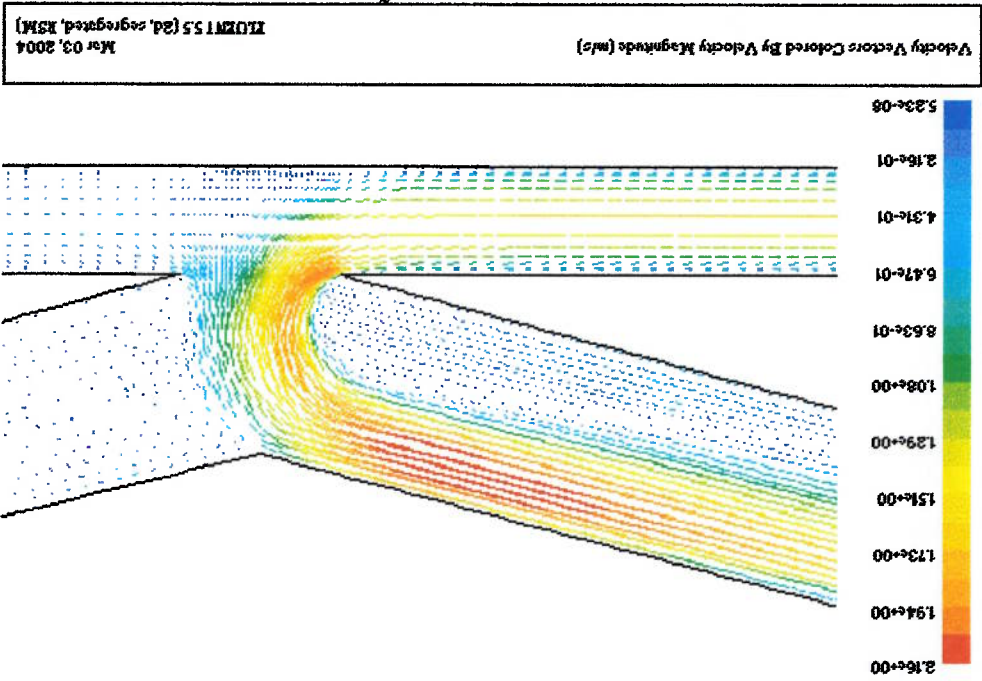 2.16e+00
1.94e+00
1.73e+00
1.51e+00
1.29e+00
1.08e+00
8.63e-01
6.47e-01
4.31e-01
2.16e-01
5.23e-08
Velocity Vectors Colored By Velocity Magnitude (m/s)
Mar 03, 2004
FLUENT 5.5 (2d, segregated, RSM)